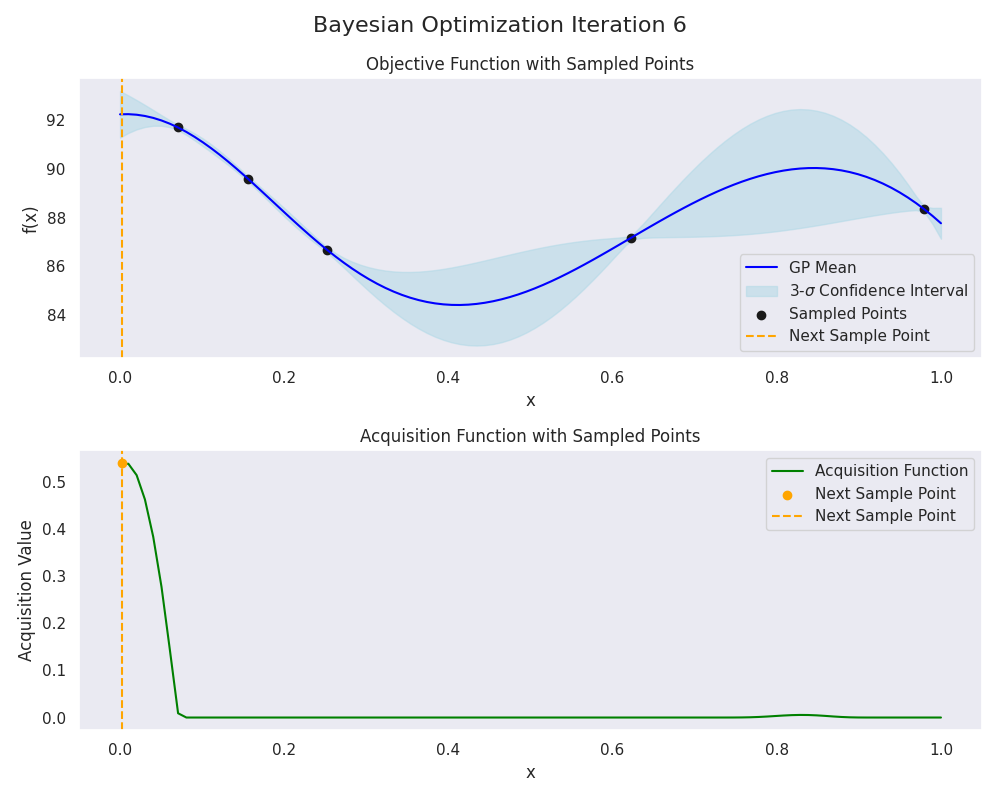 Bayesian Optimization Iteration 6
Objective Function with Sampled Points
f(x)
92
90
88
86
84
GP Mean
3-σ Confidence Interval
Sampled Points
Next Sample Point
0.0 0.2 0.4 0.6 0.8 1.0
x
Acquisition Function with Sampled Points
Acquisition Value
0.5
0.4
0.3
0.2
0.1
0.0
Acquisition Function
Next Sample Point
Next Sample Point
0.0 0.2 0.4 0.6 0.8 1.0
x